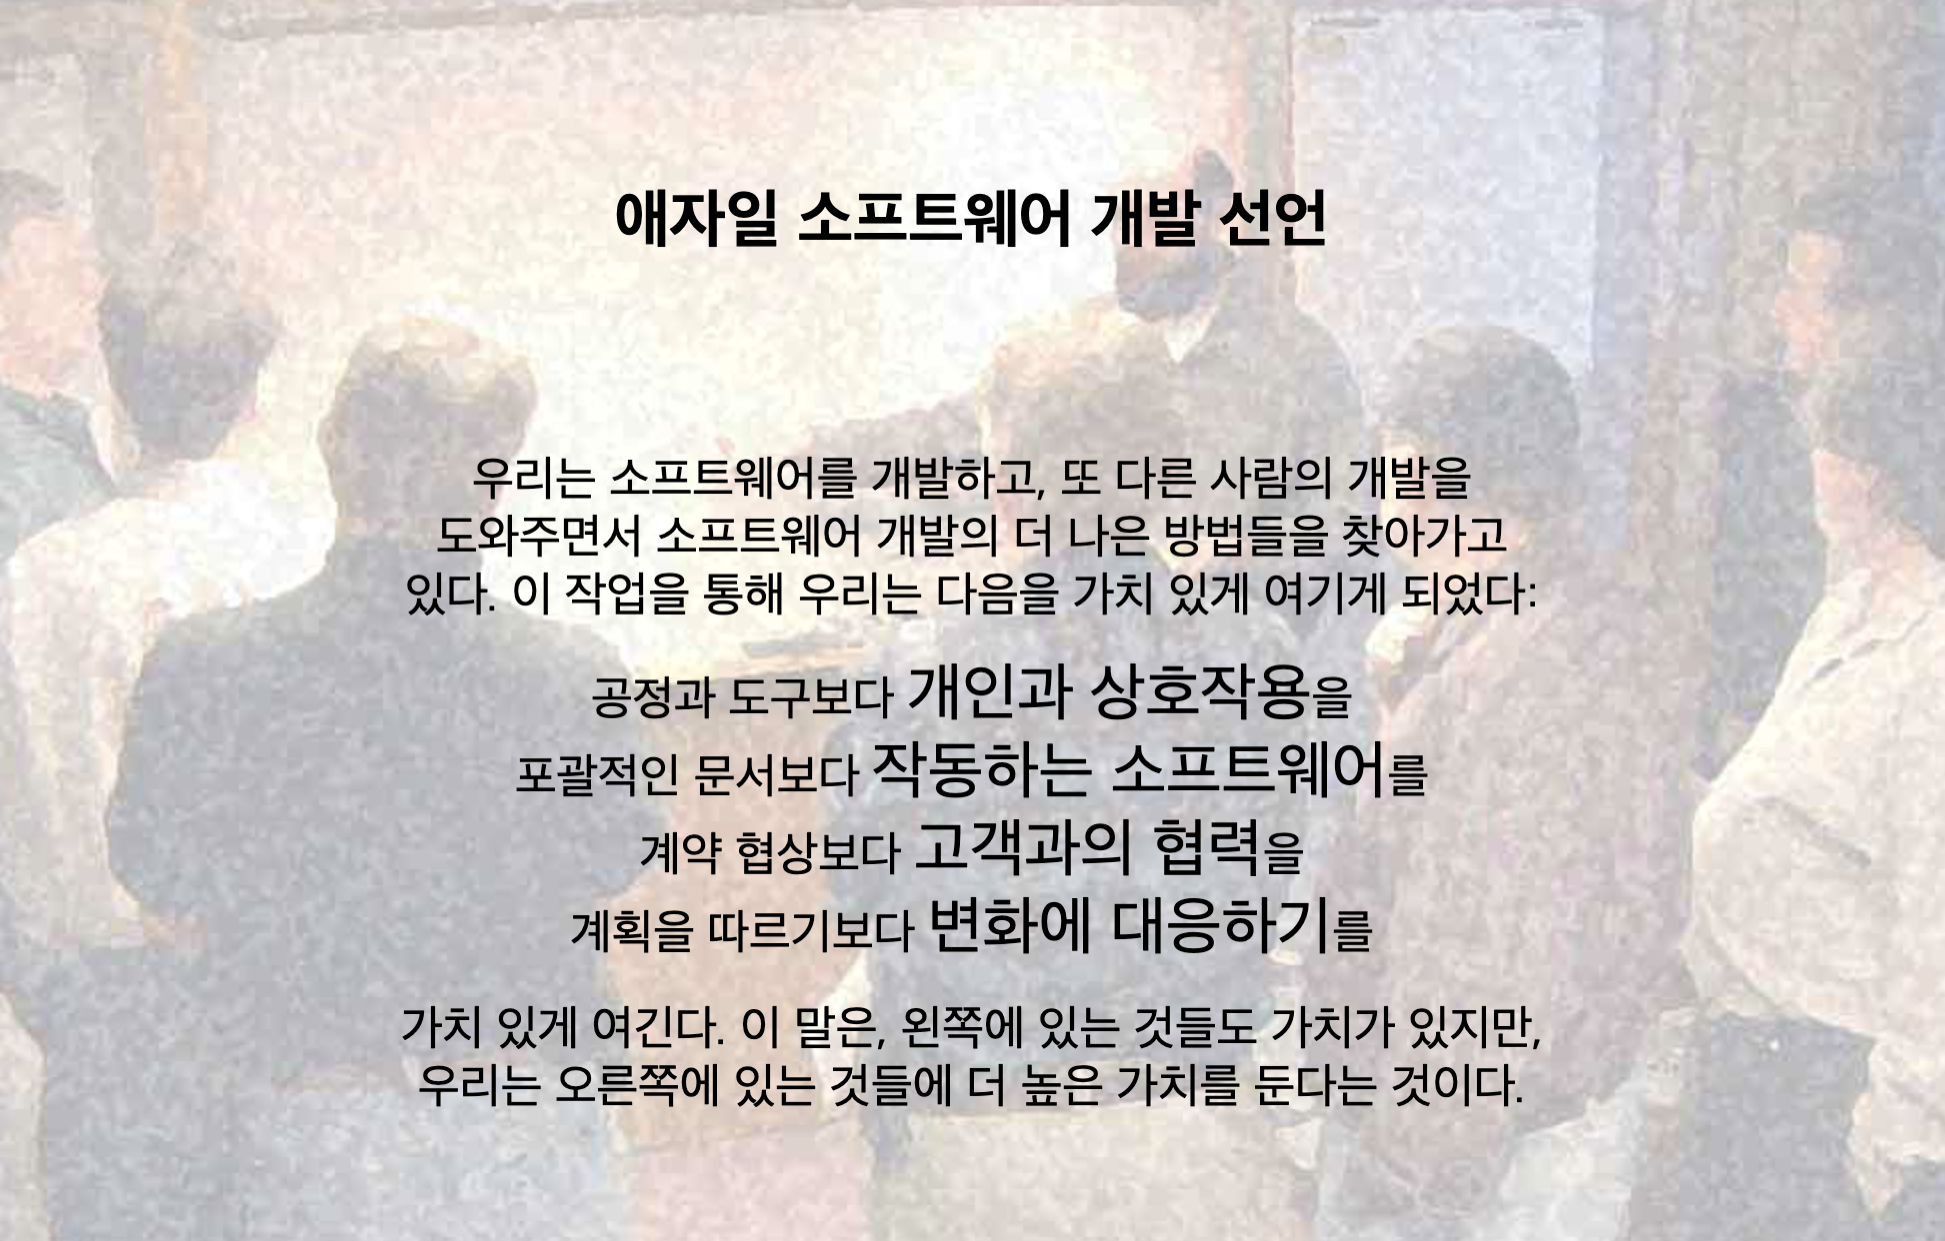 애자일 소프트웨어 개발 선언
우리는 소프트웨어를 개발하고, 또 다른 사람의 개발을
도와주면서 소프트웨어 개발의 더 나은 방법들을 찾아가고
있다. 이 작업을 통해 우리는 다음을 가치 있게 여기게 되었다:
공정과 도구보다 개인과 상호작용을
포괄적인 문서보다 작동하는 소프트웨어를
계약 협상보다 고객과의 협력을
계획을 따르기보다 변화에 대응하기를
가치 있게 여긴다. 이 말은, 왼쪽에 있는 것들도 가치가 있지만,
우리는 오른쪽에 있는 것들에 더 높은 가치를 둔다는 것이다.